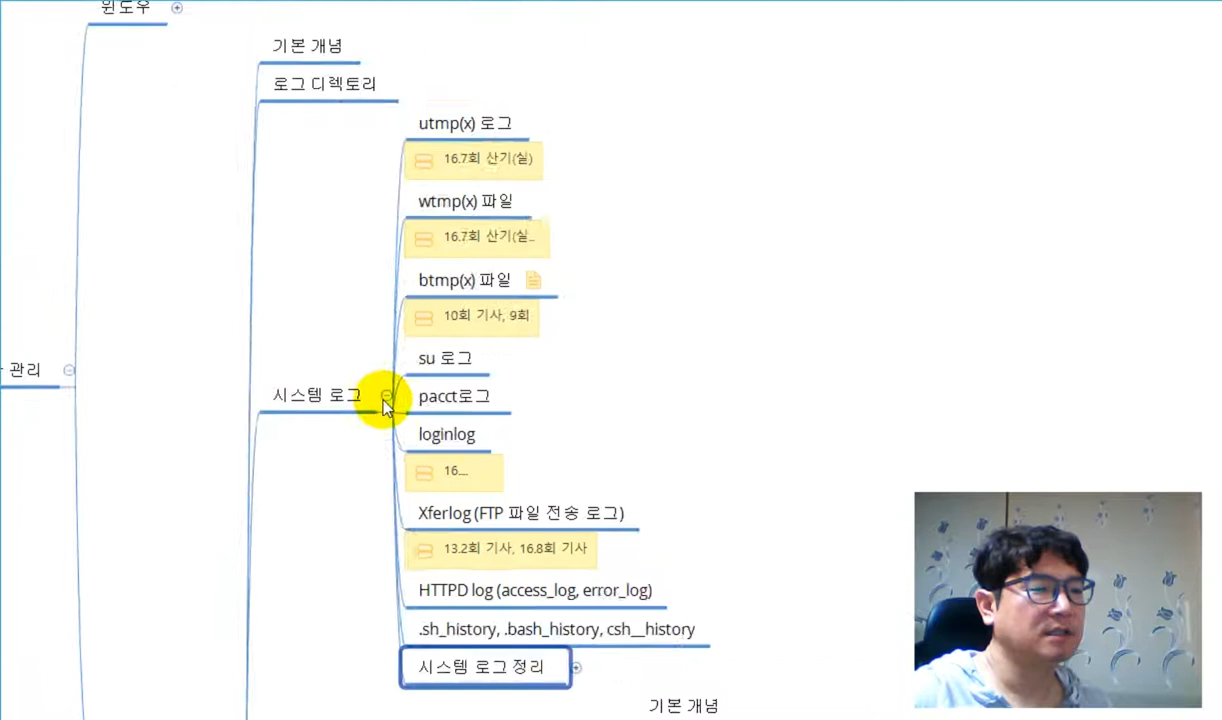 윈도우
기본 개념
로그 디렉토리
utmp(x) 로그
16.7회 산기(실)
wtmp(x) 파일
16.7회 산기(실...
btmp(x) 파일
10회 기사, 9회
su 로그
관리
시스템 로그
pacct로그
loginlog
16....
Xferlog (FTP 파일 전송 로그)
13.2회 기사, 16.8회 기사
HTTPD log (access_log, error_log)
.sh_history, .bash_history, csh__history
시스템 로그 정리
기본 개념